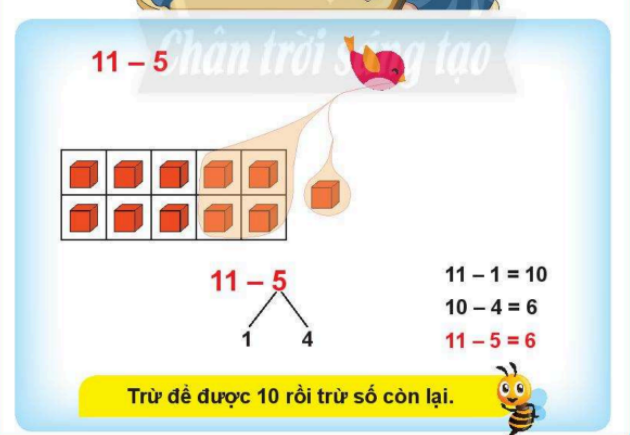 Chân trời sáng tạo
11 – 5
11 – 5
1 4
11 – 1 = 10
10 – 4 = 6
11 – 5 = 6
Trừ để được 10 rồi trừ số còn lại.